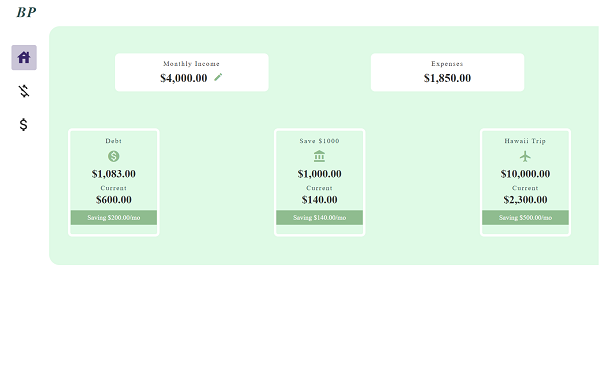 BP
Monthly Income
$4,000.00
Expenses
$1,850.00
Debt
$1,083.00
Current
$600.00
Saving $200.00/mo
Save $1000
$1,000.00
Current
$140.00
Saving $140.00/mo
Hawaii Trip
$10,000.00
Current
$2,300.00
Saving $500.00/mo